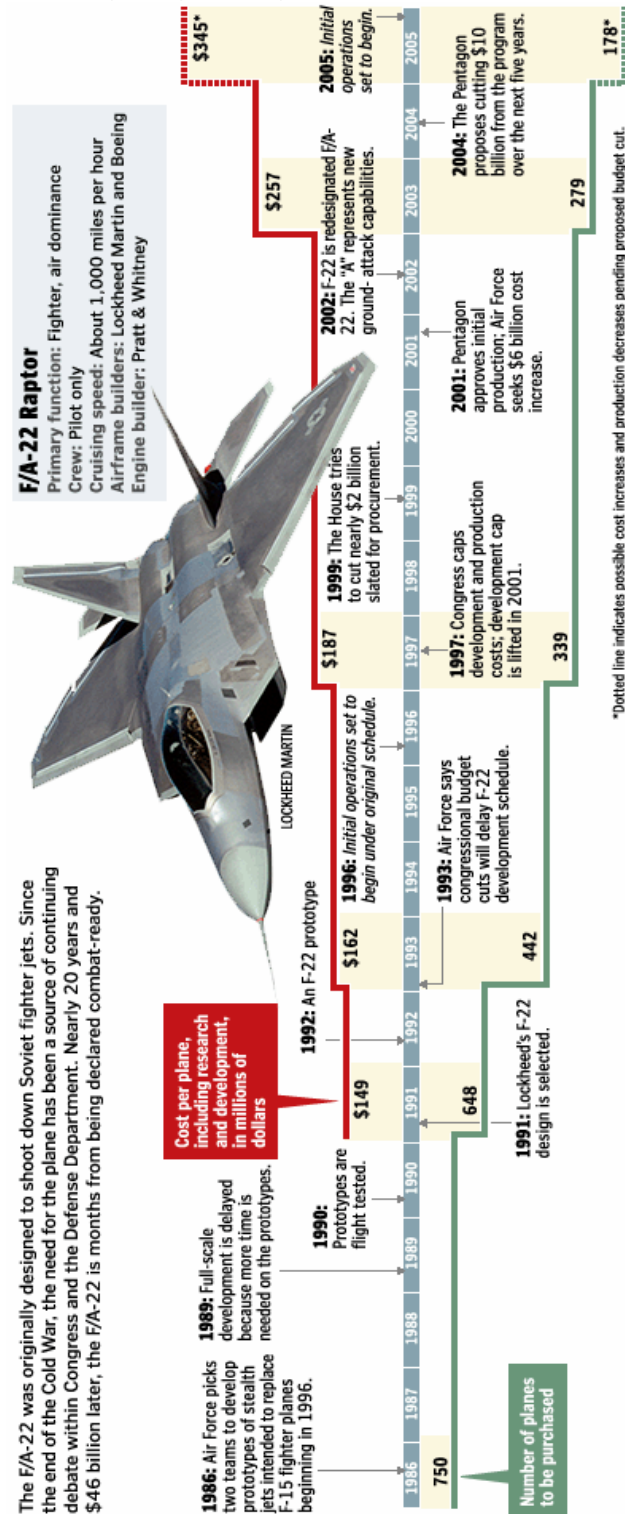 The F/A-22 was originally designed to shoot down Soviet fighter jets. Since
the end of the Cold War, the need for the plane has been a source of continuing
debate within Congress and the Defense Department. Nearly 20 years and
$46 billion later, the F/A-22 is months from being declared combat-ready.
F/A-22 Raptor
Primary function: Fighter, air dominance
Crew: Pilot only
Cruising speed: About 1,000 miles per hour
Airframe builders: Lockheed Martin and Boeing
Engine builder: Pratt & Whitney
LOCKHEED MARTIN
Cost per plane,
including research
and development,
in millions of
dollars
$149
$162
$187
$257
$345*
1986: Air Force picks
two teams to develop
prototypes of stealth
jets intended to replace
F-15 fighter planes
beginning in 1996.
1989: Full-scale
development is delayed
because more time is
needed on the prototypes.
1990:
Prototypes are
flight tested.
1992: An F-22 prototype
1996: Initial operations set to
begin under original schedule.
1999: The House tries
to cut nearly $2 billion
slated for procurement.
2002: F-22 is redesignated F/A-
22. The "A" represents new
ground- attack capabilities.
2005: Initial
operations
set to begin.
1986
1987
1988
1989
1990
1991
1992
1993
1994
1995
1996
1997
1998
1999
2000
2001
2002
2003
2004
2005
1991: Lockheed's F-22
design is selected.
1993: Air Force says
congressional budget
cuts will delay F-22
development schedule.
1997: Congress caps
development and production
costs; development cap
is lifted in 2001.
2001: Pentagon
approves initial
production; Air Force
seeks $6 billion cost
increase.
2004: The Pentagon
proposes cutting $10
billion from the program
over the next five years.
750
648
442
339
279
178*
Number of planes
to be purchased
*Dotted line indicates possible cost increases and production decreases pending proposed budget cut.